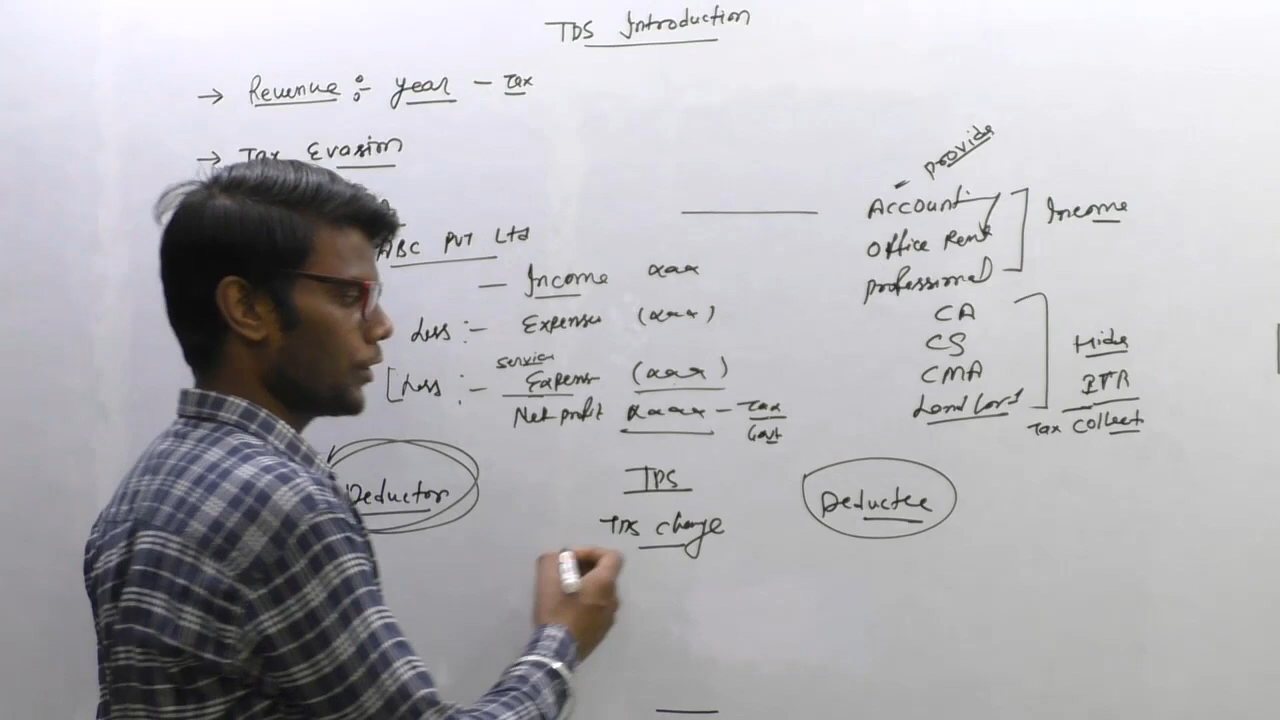 TDS Introduction
→ Revenue :- year - Tax
→ Tax Evasion
ABC PVT Ltd
- Income xxx
Less :- Expenses (xxx)
service
[Less :- Expense (xxx)
Net profit xxxx - Tax
Govt
Deductor
TDS
TDS charge
- provide
Account
Office Rent
professional
] Income
CA
CS
CMA
Land Lord
Hide
ITR
Tax collect
Deductee